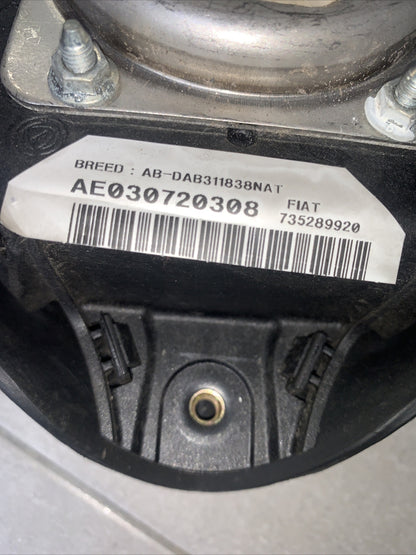 BREED : AB-DAB311838NAT
AE030720308 FIAT
735289920